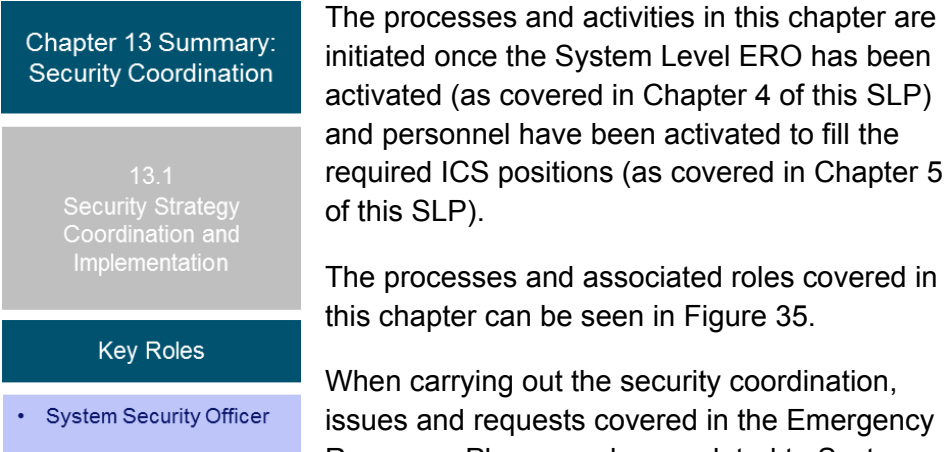 Chapter 13 Summary:
Security Coordination
13.1
Security Strategy
Coordination and
Implementation
Key Roles
• System Security Officer
The processes and activities in this chapter are
initiated once the System Level ERO has been
activated (as covered in Chapter 4 of this SLP)
and personnel have been activated to fill the
required ICS positions (as covered in Chapter 5
of this SLP).
The processes and associated roles covered in
this chapter can be seen in Figure 35.
When carrying out the security coordination,
issues and requests covered in the Emergency